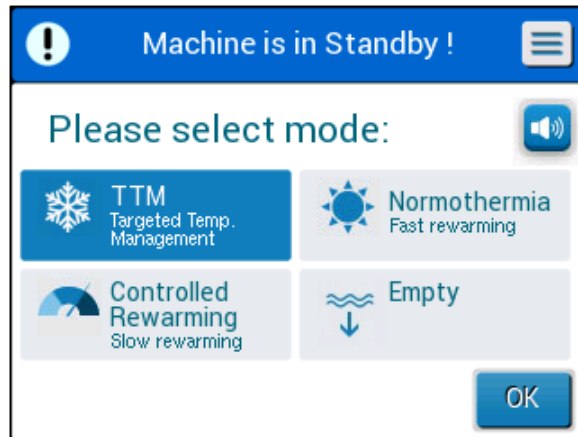 Machine is in Standby !
Please select mode:
TTM
Targeted Temp.
Management
Normothermia
Fast rewarming
Controlled
Rewarming
Slow rewarming
Empty
OK